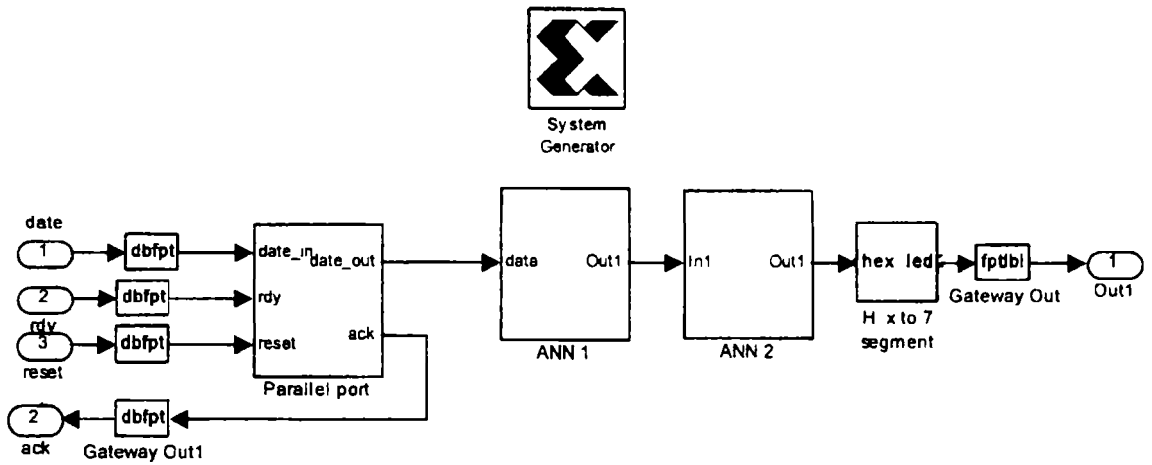 System
Generator
date
1
dbfpt
2
dbfpt
rdy
3
dbfpt
reset
date_in
date_out
rdy
ack
reset
Parallel port
2
dbfpt
ack
Gateway Out1
data
Out1
ANN 1
In1
Out1
ANN 2
hex led
H x to 7
segment
fptdbl
Gateway Out
1
Out1